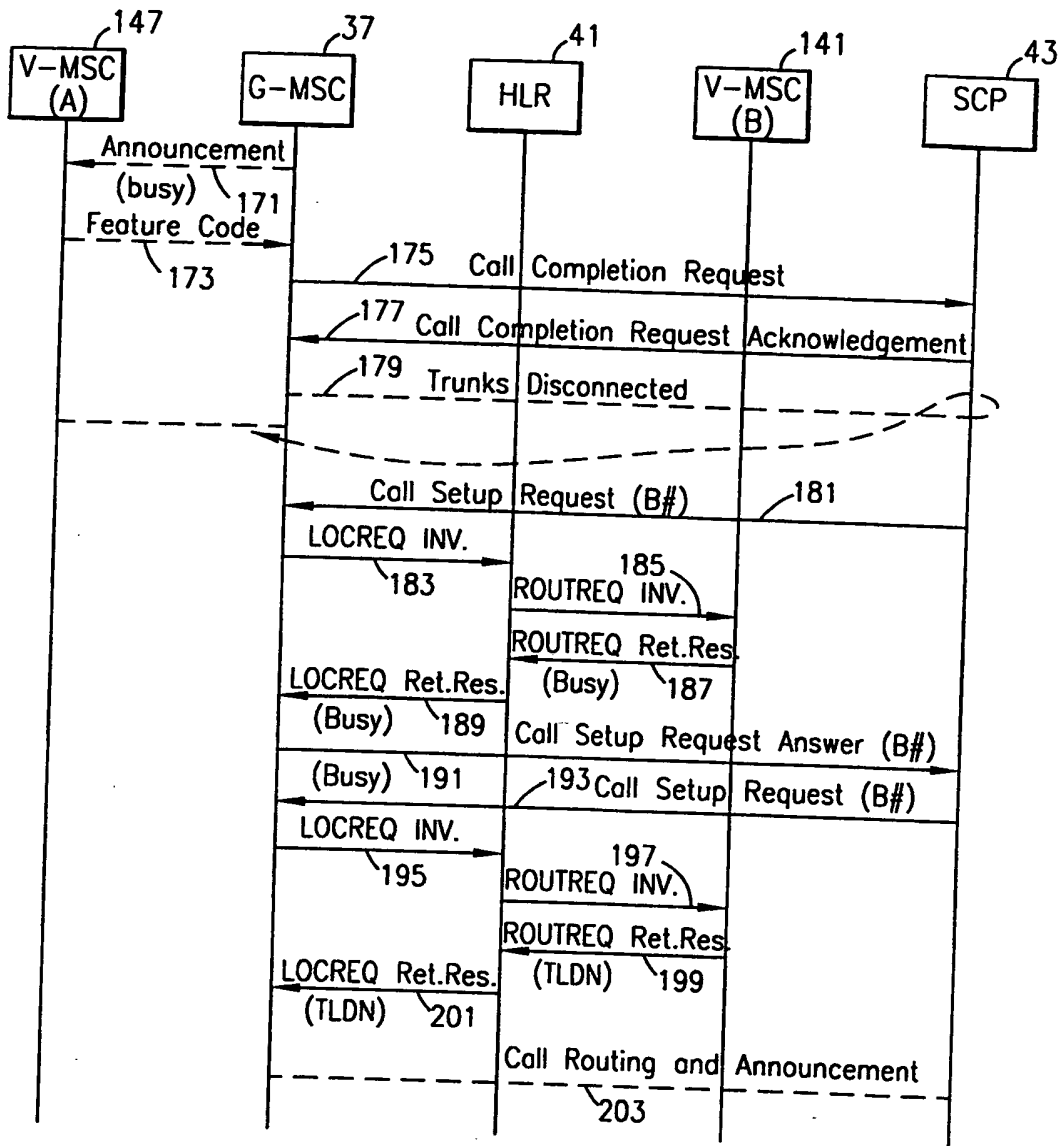 147
37
41
141
43
V-MSC
(A)
G-MSC
HLR
V-MSC
(B)
SCP
Announcement
(busy)
171
Feature Code
173
175
Call Completion Request
177
Call Completion Request Acknowledgement
179
Trunks Disconnected
Call Setup Request (B#)
181
LOCREQ INV.
183
185
ROUTREQ INV.
ROUTREQ Ret.Res.
(Busy)
187
LOCREQ Ret.Res.
(Busy)
189
Call Setup Request Answer (B#)
(Busy)
191
193
Call Setup Request (B#)
LOCREQ INV.
195
197
ROUTREQ INV.
ROUTREQ Ret.Res.
(TLDN)
199
LOCREQ Ret.Res.
(TLDN)
201
Call Routing and Announcement
203